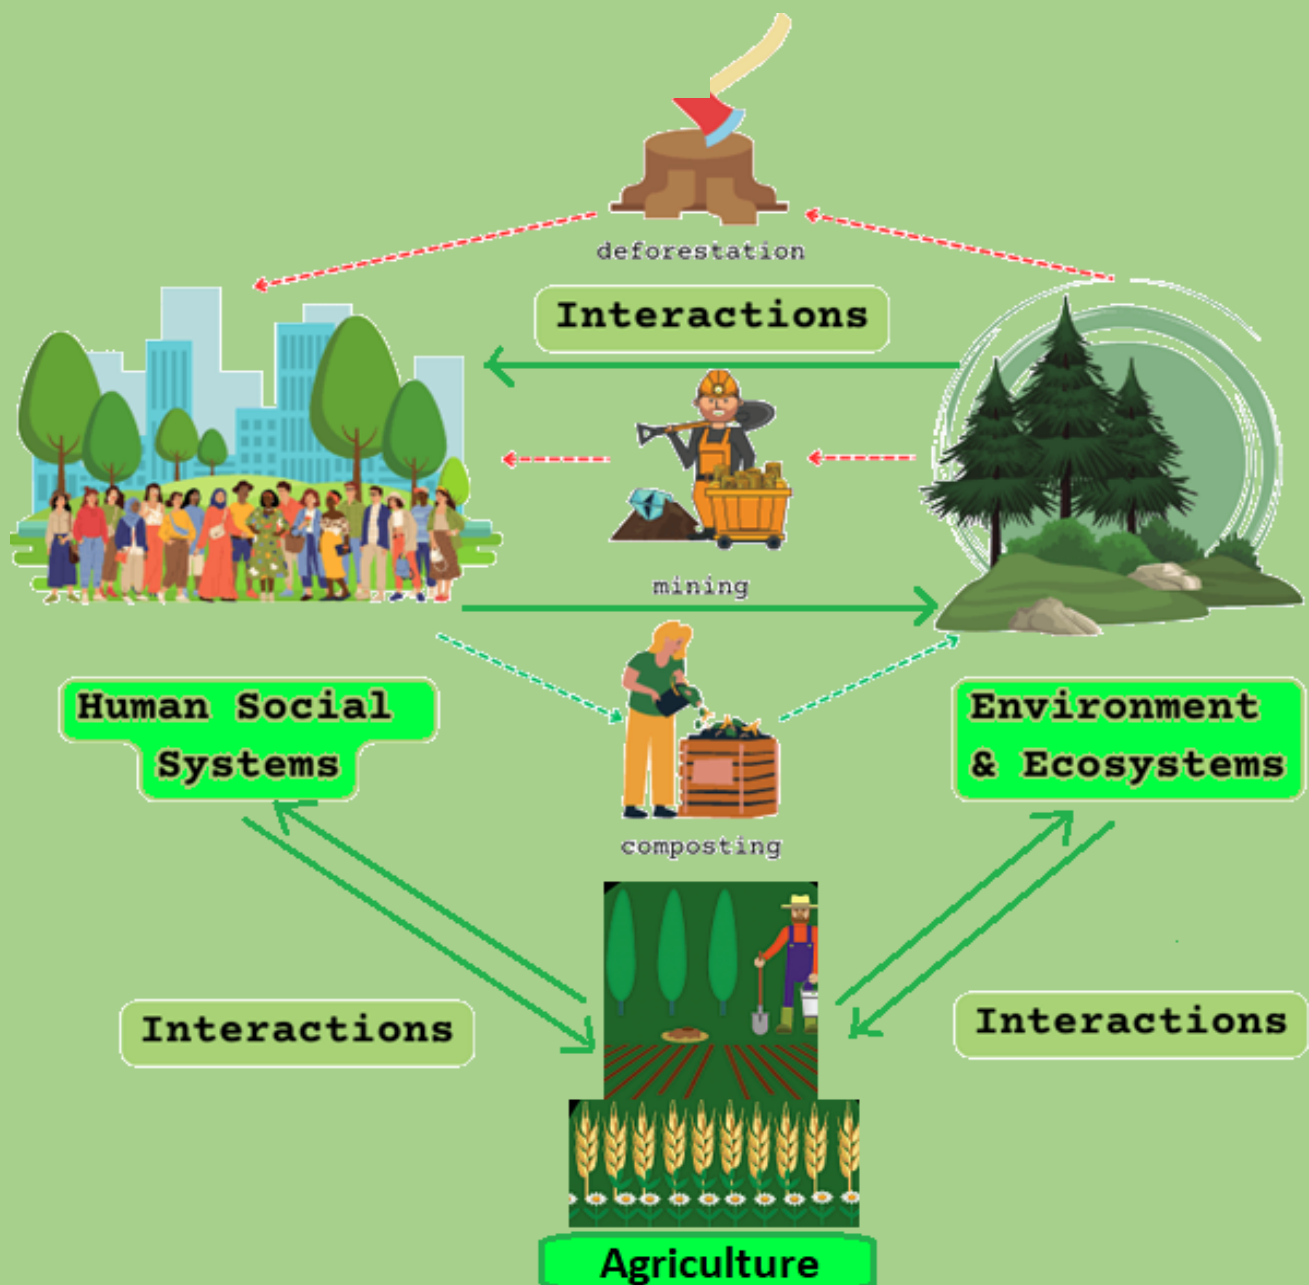 deforestation
Interactions
mining
Human Social
Systems
Environment
& Ecosystems
composting
Interactions
Interactions
Agriculture